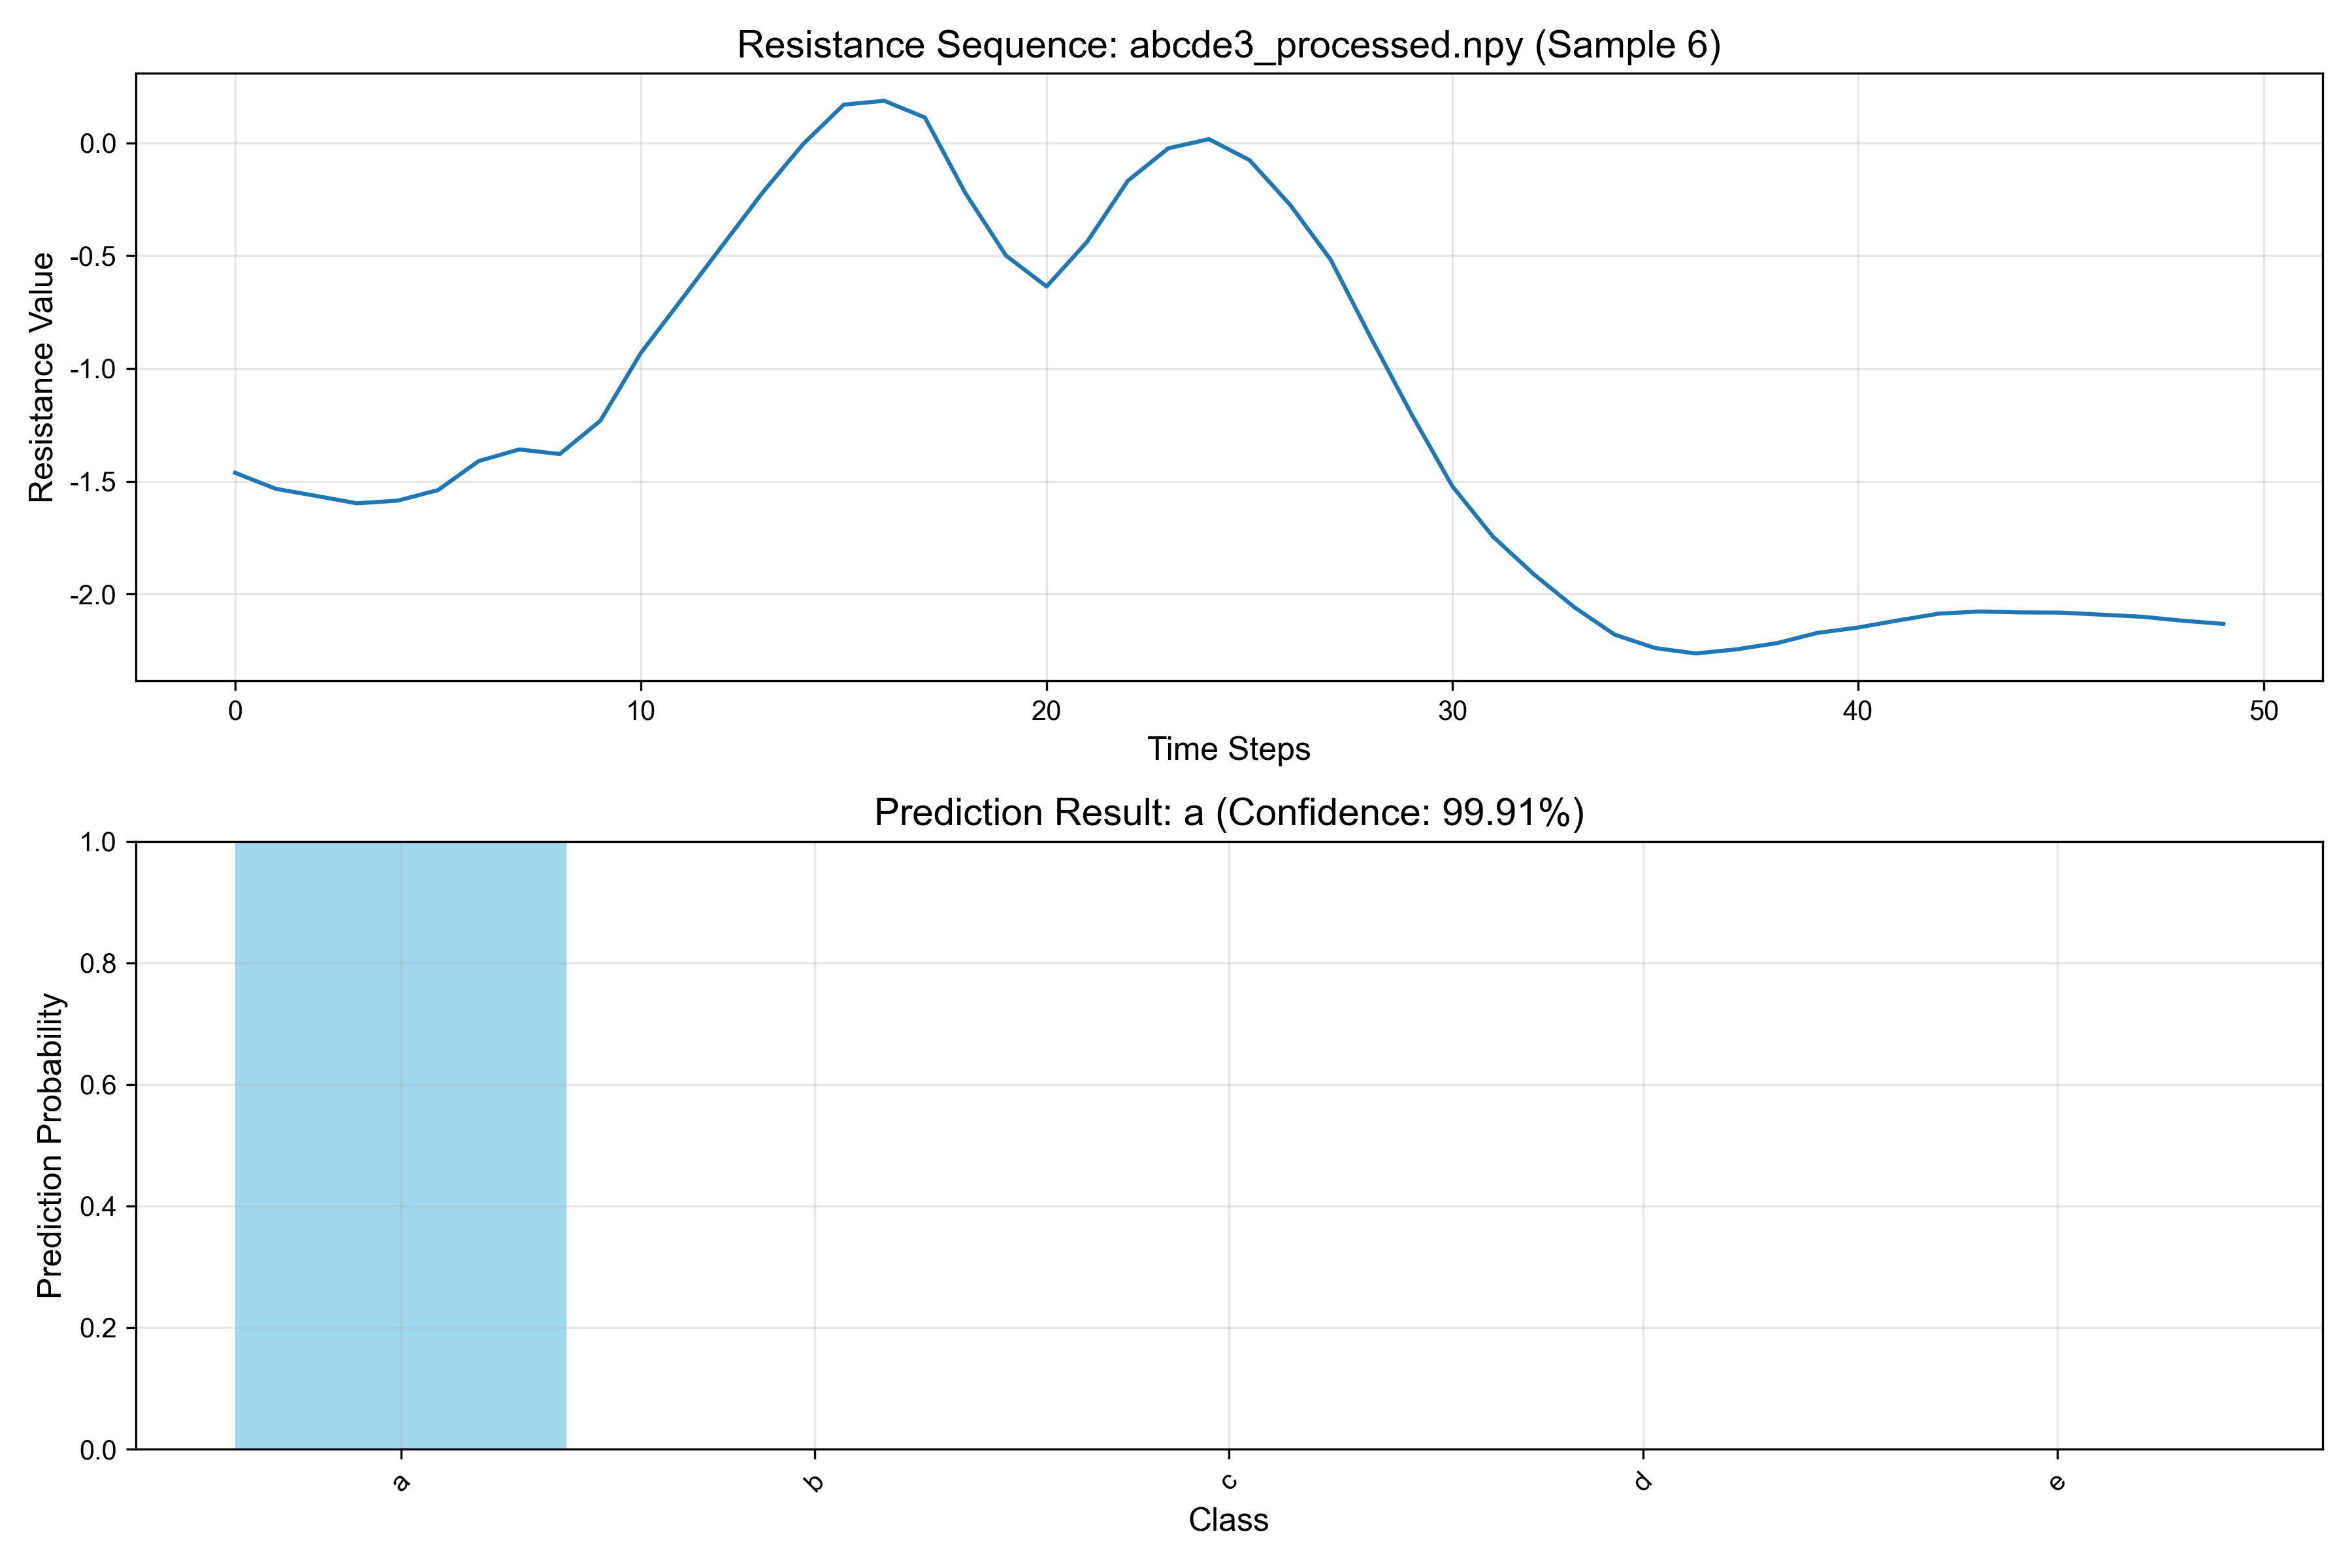 Resistance Sequence: abcde3_processed.npy (Sample 6)
Resistance Value
0.0
-0.5
-1.0
-1.5
-2.0
0 10 20 30 40 50
Time Steps
Prediction Result: a (Confidence: 99.91%)
Prediction Probability
1.0
0.8
0.6
0.4
0.2
0.0
a b c d e
Class